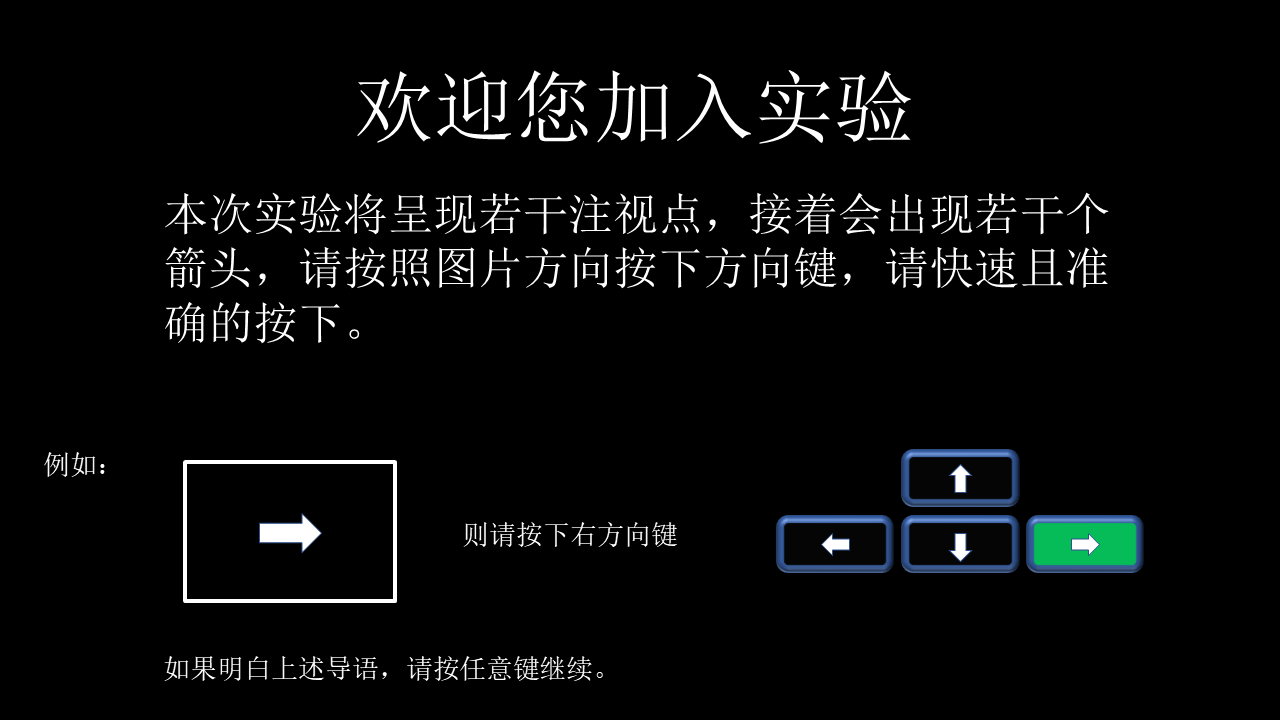 欢迎您加入实验
本次实验将呈现若干注视点，接着会出现若干个
箭头，请按照图片方向按下方向键，请快速且准
确的按下。
例如：
则请按下右方向键
如果明白上述导语，请按任意键继续。